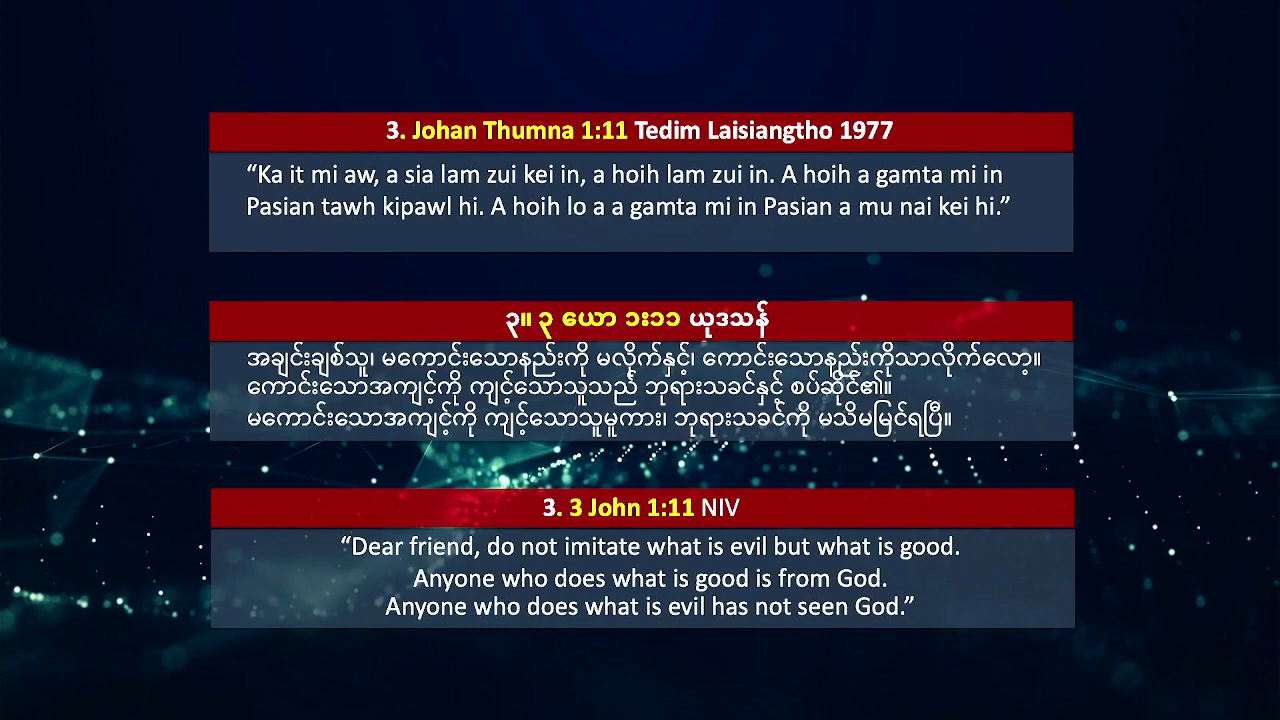 3. Johan Thumna 1:11 Tedim Laisiangtho 1977
“Ka it mi aw, a sia lam zui kei in, a hoih lam zui in. A hoih a gamta mi in
Pasian tawh kipawl hi. A hoih lo a a gamta mi in Pasian a mu nai kei hi.”
၃။ ၃ ယော ၁း၁၁ ယုဒသန်
အချင်းချစ်သူ၊ မကောင်းသောနည်းကို မလိုက်နှင့်၊ ကောင်းသောနည်းကိုသာလိုက်လော့။
ကောင်းသောအကျင့်ကို ကျင့်သောသူသည် ဘုရားသခင်နှင့် စပ်ဆိုင်၏။
မကောင်းသောအကျင့်ကို ကျင့်သောသူမူကား၊ ဘုရားသခင်ကို မသိမမြင်ရပြီ။
3. 3 John 1:11 NIV
“Dear friend, do not imitate what is evil but what is good.
Anyone who does what is good is from God.
Anyone who does what is evil has not seen God.”